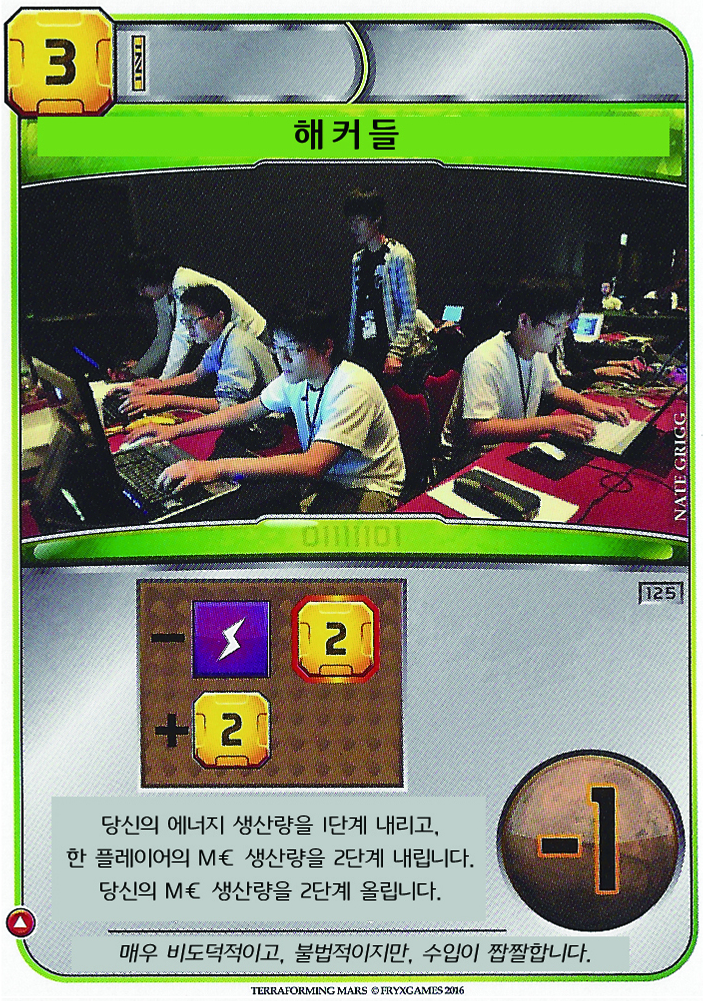 3
해커들
NATE GRIGG
01111101
125
- 2
+ 2
당신의 에너지 생산량을 1단계 내리고,
한 플레이어의 M€ 생산량을 2단계 내립니다.
당신의 M€ 생산량을 2단계 올립니다.
-1
매우 비도덕적이고, 불법적이지만, 수입이 짭짤합니다.
TERRAFORMING MARS © FRYXGAMES 2016